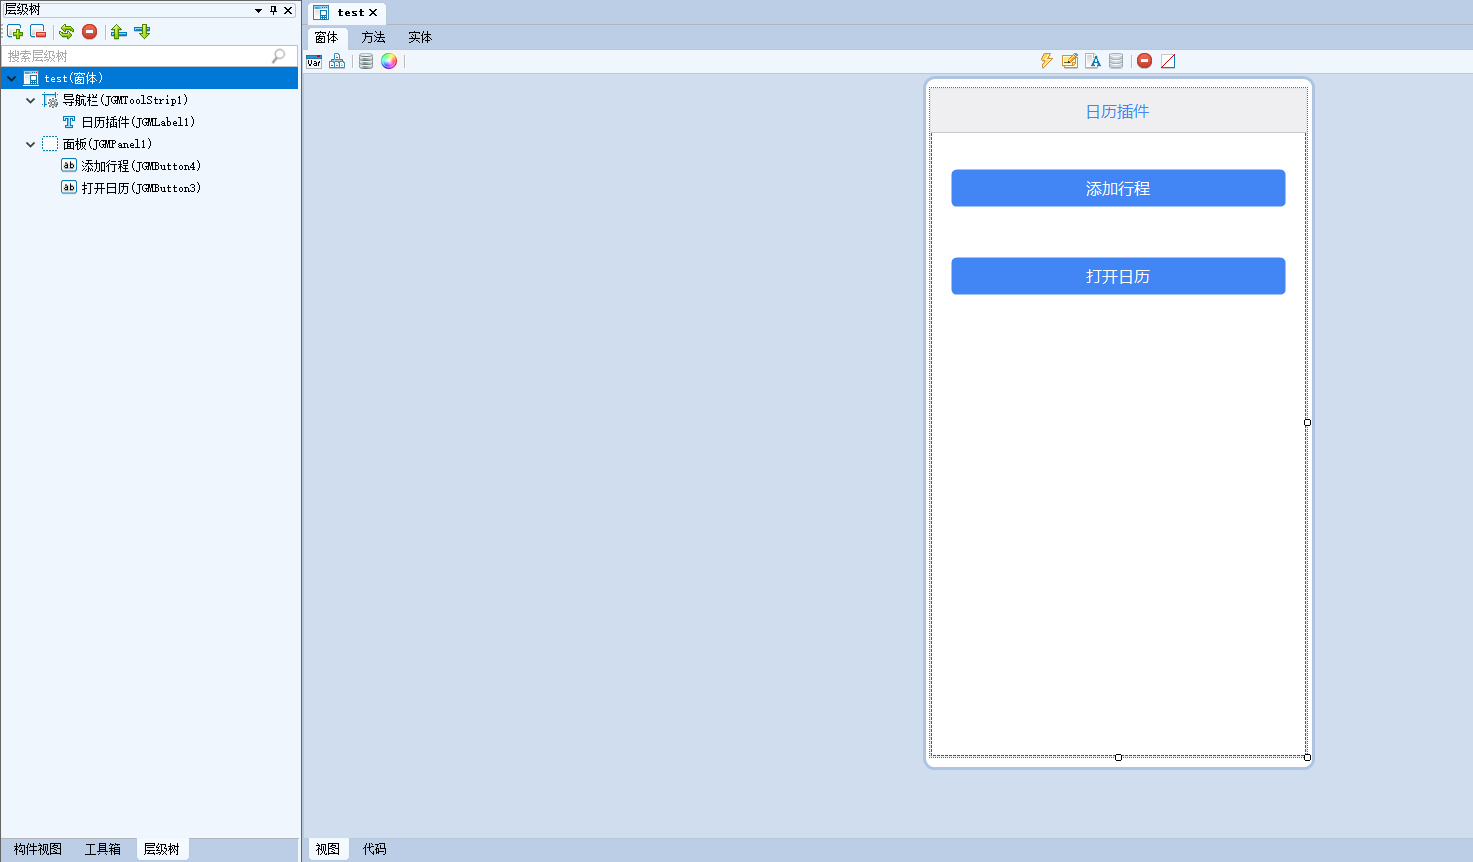 层级树
搜索层级树
test(窗体)
导航栏(JGMToolStrip1)
日历插件(JGMLabel1)
面板(JGMPanel1)
ab 添加行程(JGMButton4)
ab 打开日历(JGMButton3)
构件视图 工具箱 层级树
test
窗体 方法 实体
Var
A
日历插件
添加行程
打开日历
视图 代码